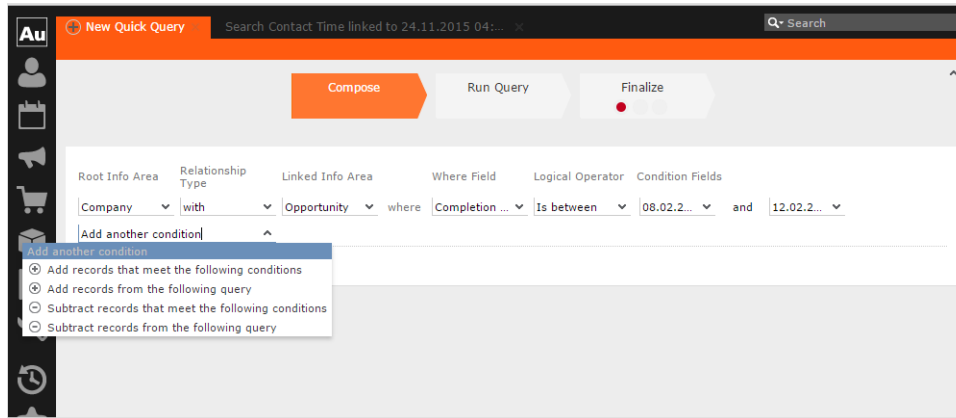 Au
New Quick Query
Search Contact Time linked to 24.11.2015 04:... ×
Search
Compose
Run Query
Finalize
Root Info Area
Relationship Type
Linked Info Area
Where Field
Logical Operator
Condition Fields
Company with Opportunity where Completion ... Is between 08.02.2... and 12.02.2...
Add another condition
Add another condition
Add records that meet the following conditions
Add records from the following query
Subtract records that meet the following conditions
Subtract records from the following query